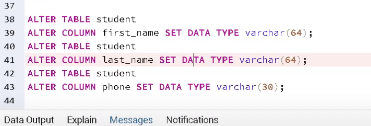 37
38 ALTER TABLE student
39 ALTER COLUMN first_name SET DATA TYPE varchar(64);
40 ALTER TABLE student
41 ALTER COLUMN last_name SET DATA TYPE varchar(64);
42 ALTER TABLE student
43 ALTER COLUMN phone SET DATA TYPE varchar(30);
44
Data Output Explain Messages Notifications